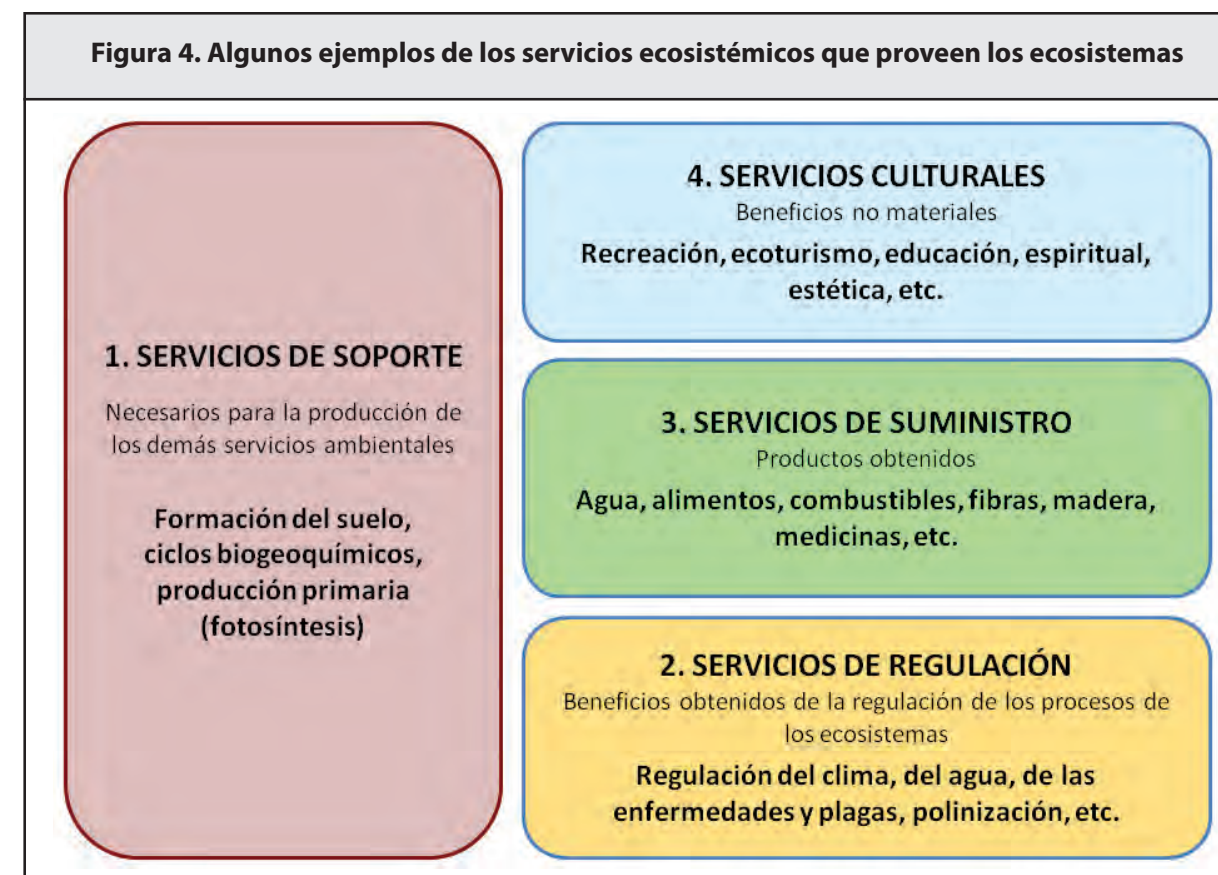 Figura 4. Algunos ejemplos de los servicios ecosistémicos que proveen los ecosistemas
1. SERVICIOS DE SOPORTE
Necesarios para la producción de
los demás servicios ambientales
Formación del suelo,
ciclos biogeoquímicos,
producción primaria
(fotosíntesis)
4. SERVICIOS CULTURALES
Beneficios no materiales
Recreación, ecoturismo, educación, espiritual,
estética, etc.
3. SERVICIOS DE SUMINISTRO
Productos obtenidos
Agua, alimentos, combustibles, fibras, madera,
medicinas, etc.
2. SERVICIOS DE REGULACIÓN
Beneficios obtenidos de la regulación de los procesos de
los ecosistemas
Regulación del clima, del agua, de las
enfermedades y plagas, polinización, etc.